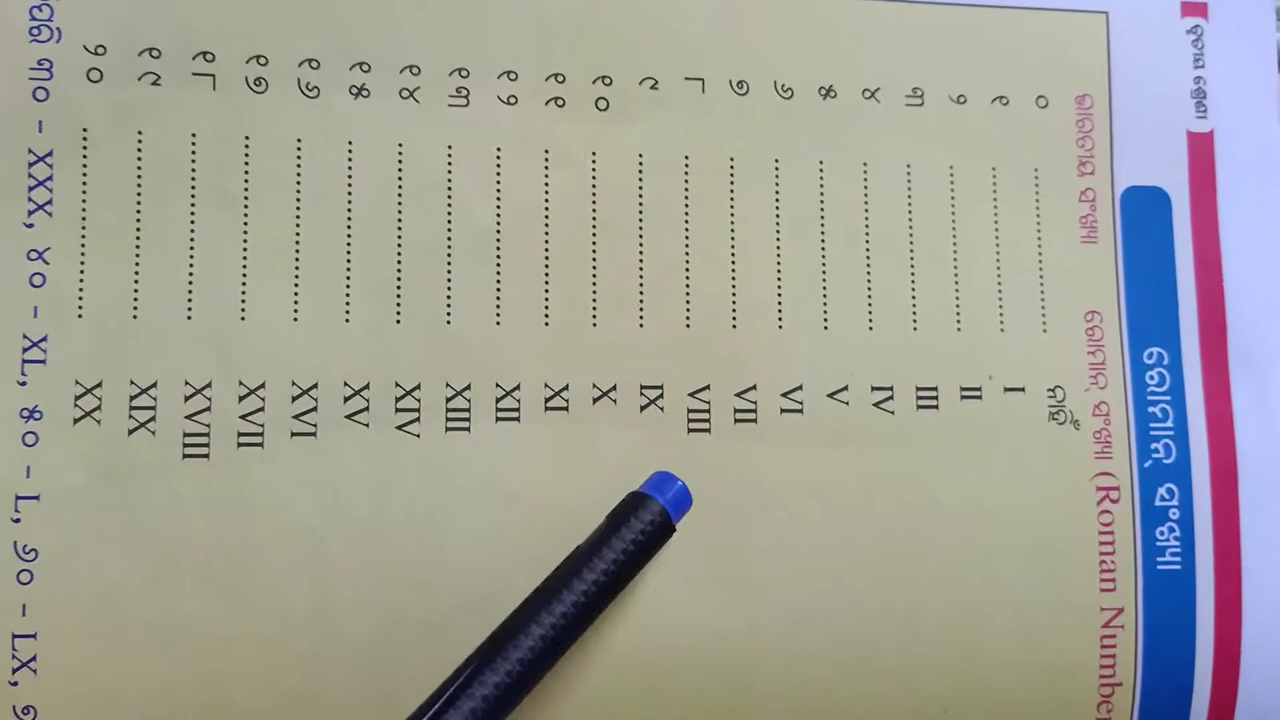 ତୃତୀୟ ଶ୍ରେଣୀ
ରୋମାନ୍ ସଂଖ୍ୟା
ଭାରତୀୟ ସଂଖ୍ୟା ରୋମାନ୍ ସଂଖ୍ୟା (Roman Number
୦ ........................ ନାହିଁ
୧ ........................ I
୨ ........................ II
୩ ........................ III
୪ ........................ IV
୫ ........................ V
୬ ........................ VI
୭ ........................ VII
୮ ........................ VIII
୯ ........................ IX
୧୦ ........................ X
୧୧ ........................ XI
୧୨ ........................ XII
୧୩ ........................ XIII
୧୪ ........................ XIV
୧୫ ........................ XV
୧୬ ........................ XVI
୧୭ ........................ XVII
୧୮ ........................ XVIII
୧୯ ........................ XIX
୨୦ ........................ XX
୩୦ - XXX, ୪୦ - XL, ୫୦ - L, ୬୦ - LX,